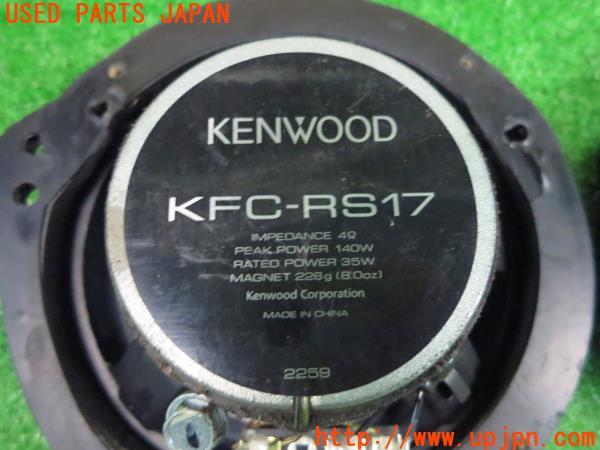 USED PARTS JAPAN
KENWOOD
KFC-RS17
IMPEDANCE 4Ω
PEAK POWER 140W
RATED POWER 35W
MAGNET 226g (8.0oz)
Kenwood Corporation
MADE IN CHINA
2259
http://www.upjpn.com